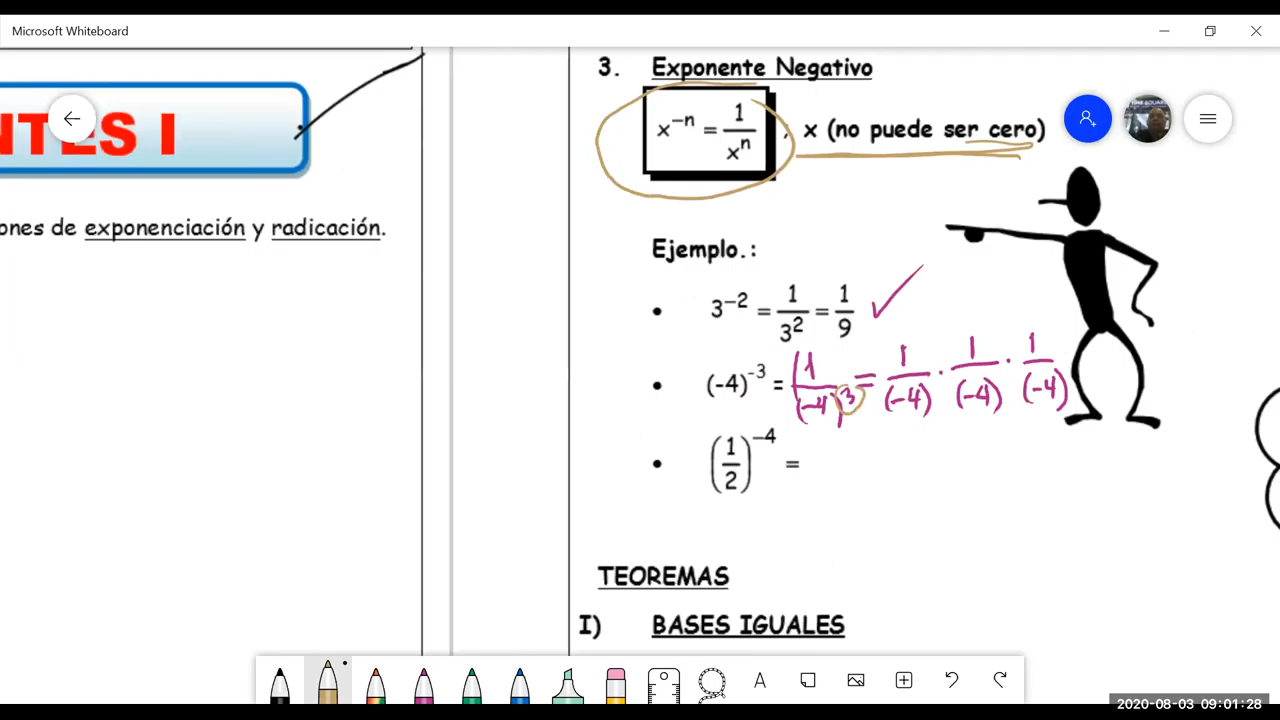 Microsoft Whiteboard
NTES I
ones de exponenciación y radicación.
3. Exponente Negativo
x⁻ⁿ = 1/xⁿ ; x (no puede ser cero)
Ejemplo.:
• 3⁻² = 1/3² = 1/9 ✓
• (-4)⁻³ = (1/(-4)³ = 1/(-4) · 1/(-4) · 1/(-4)
• (1/2)⁻⁴ =
TEOREMAS
I) BASES IGUALES
A
2020-08-03 09:01:28